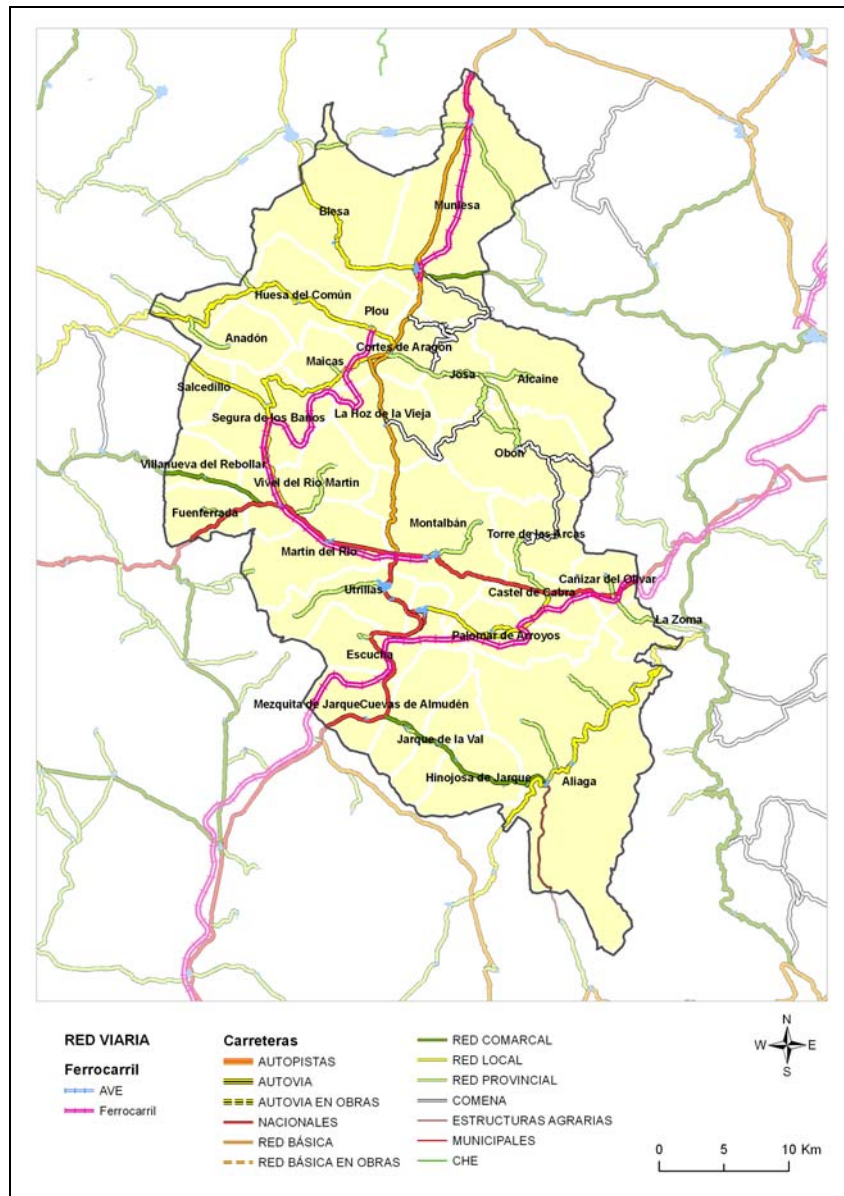 Blesa
Muniesa
Huesa del Común
Plou
Anadón
Cortes de Aragón
Maicas
Josa
Alcaine
Salcedillo
Segura de los Baños
La Hoz de la Vieja
Obón
Villanueva del Rebollar
Vivel del Río Martín
Fuenferrada
Montalbán
Torre de las Arcas
Martín del Río
Cañizar del Olivar
Utrillas
Castel de Cabra
La Zoma
Palomar de Arroyos
Escucha
Mezquita de Jarque
Cuevas de Almudén
Jarque de la Val
Hinojosa de Jarque
Aliaga
RED VIARIA
Ferrocarril
AVE
Ferrocarril
Carreteras
AUTOPISTAS
AUTOVIA
AUTOVIA EN OBRAS
NACIONALES
RED BÁSICA
RED BÁSICA EN OBRAS
RED COMARCAL
RED LOCAL
RED PROVINCIAL
COMENA
ESTRUCTURAS AGRARIAS
MUNICIPALES
CHE
N
W E
S
0 5 10 Km